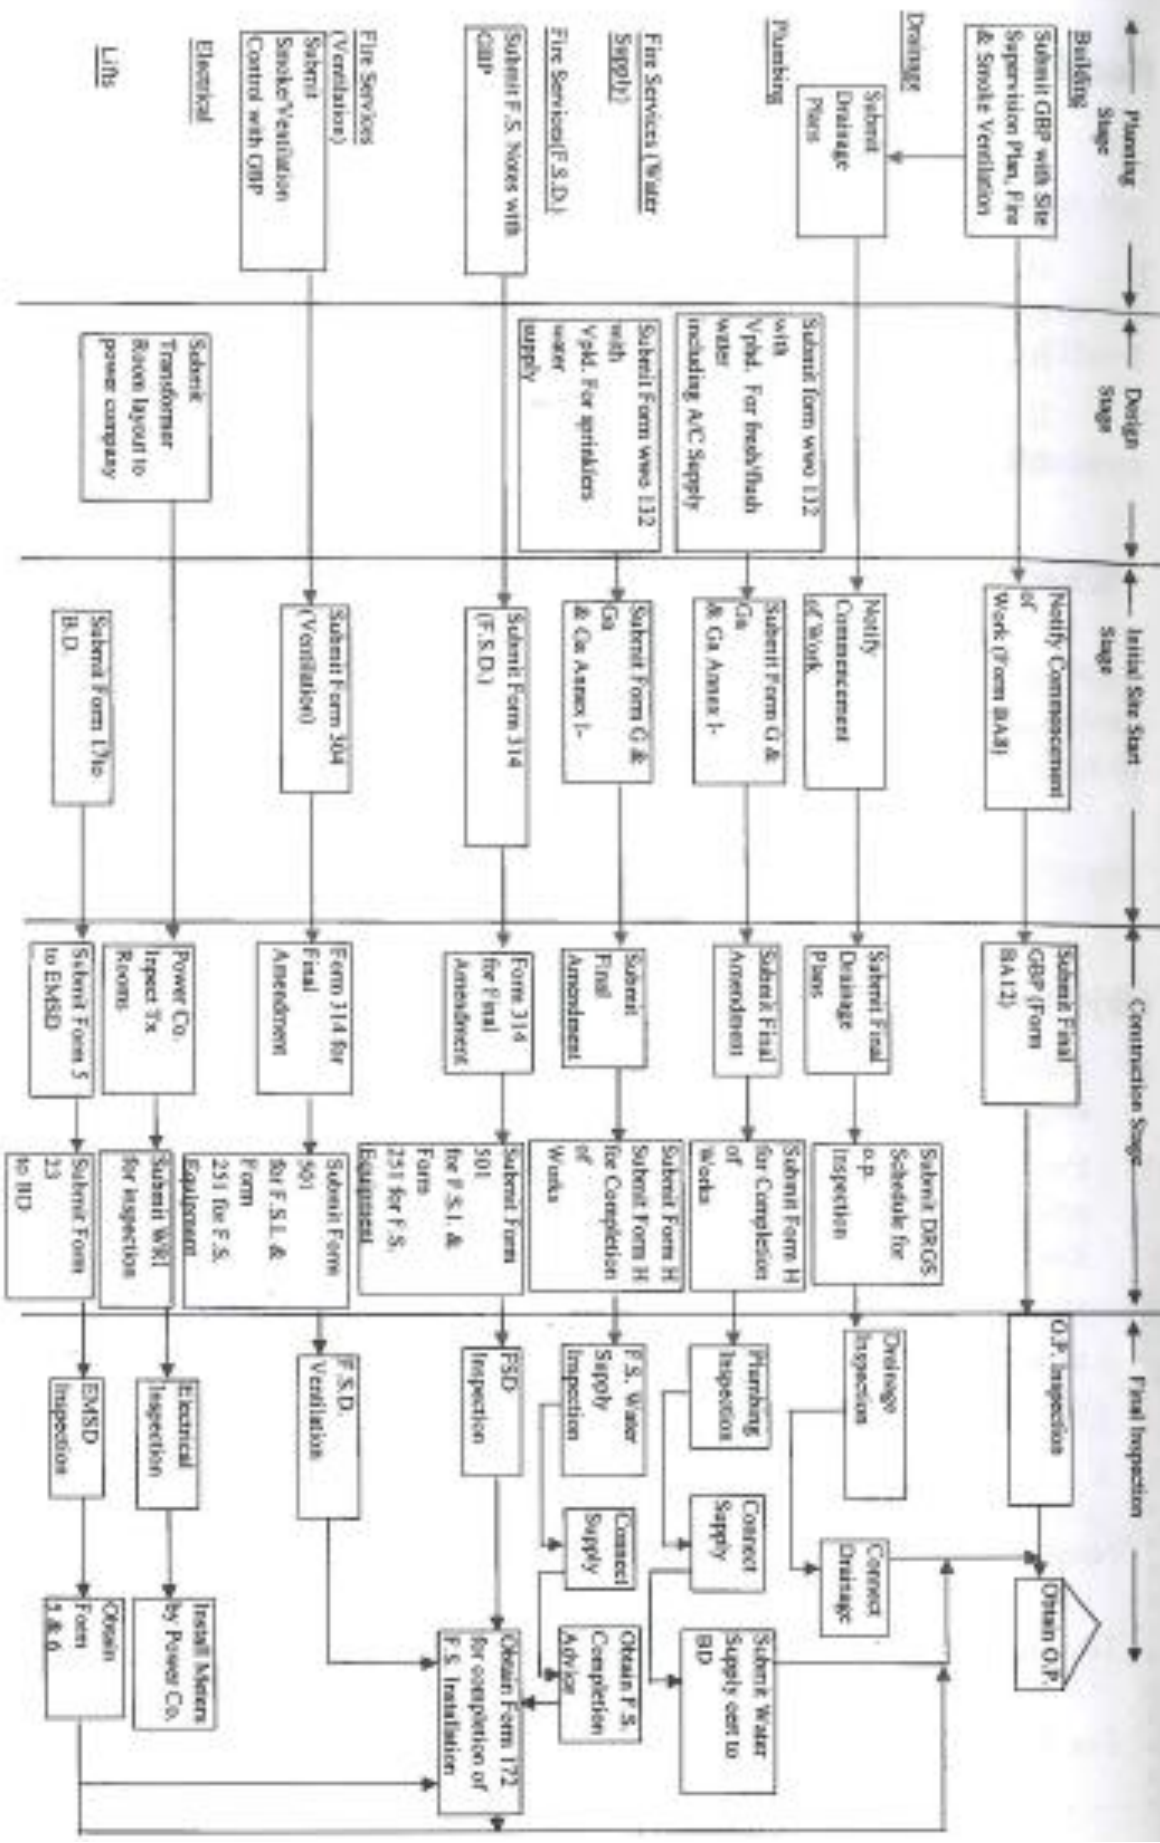 Planning
Stage
Design
Stage
Initial Site Start
Stage
Construction Stage
Final Inspection
Building
Submit GBP with Site
Supervision Plan, Fire
& Smoke Ventilation
Notify Commencement
of
Work (Form BA8)
Submit Final
GBP (Form
BA12)
O.P. Inspection
Obtain O.P.
Drainage
Submit
Drainage
Plans
Notify
Commencement
of Work
Submit Final
Drainage
Plans
Submit DRGS
Schedule for
o.p.
Inspection
Drainage
Inspection
Connect
Drainage
Plumbing
Submit form wwo 132
with
Vpld. For fresh/flush
water
including A/C Supply
Submit Form G &
Ga
& Ga Annex 1-
Submit Final
Amendment
Submit Form H
for Completion
of
Works
Plumbing
Inspection
Connect
Supply
Submit Water
Supply cert to
BD
Fire Services (Water
Supply)
Submit Form wwo 132
with
Vpld. For sprinklers
water
supply
Submit Form G &
Ga
& Ga Annex 1-
Submit
Final
Amendment
Submit Form H
Submit Form H
for Completion
of
Works
F.S. Water
Supply
Inspection
Connect
Supply
Obtain F.S.
Completion
Advice
Fire Services(F.S.D.)
Submit F.S. Notes with
GBP
Submit Form 314
(F.S.D.)
Form 314
for Final
Amendment
Submit Form
501
for F.S.I. &
Form
251 for F.S.
Equipment
FSD
Inspection
Obtain Form 172
for completion of
F.S. Installation
Fire Services
(Ventilation)
Submit
Smoke/Ventilation
Control with GBP
Submit Form 304
(Ventilation)
Form 314 for
Final
Amendment
Submit Form
501
for F.S.I. &
Form
251 for F.S.
Equipment
F.S.D.
Ventilation
Electrical
Submit
Transformer
Room layout to
power company
Power Co.
Inpect Tx
Rooms
Submit WR1
for inspection
Electrical
Inspection
Install Meters
by Power Co.
Lifts
Submit Form
to
B.D.
Submit Form 5
to EMSD
Submit Form
23
to BD
EMSD
Inspection
Obtain
Form
5 & 6